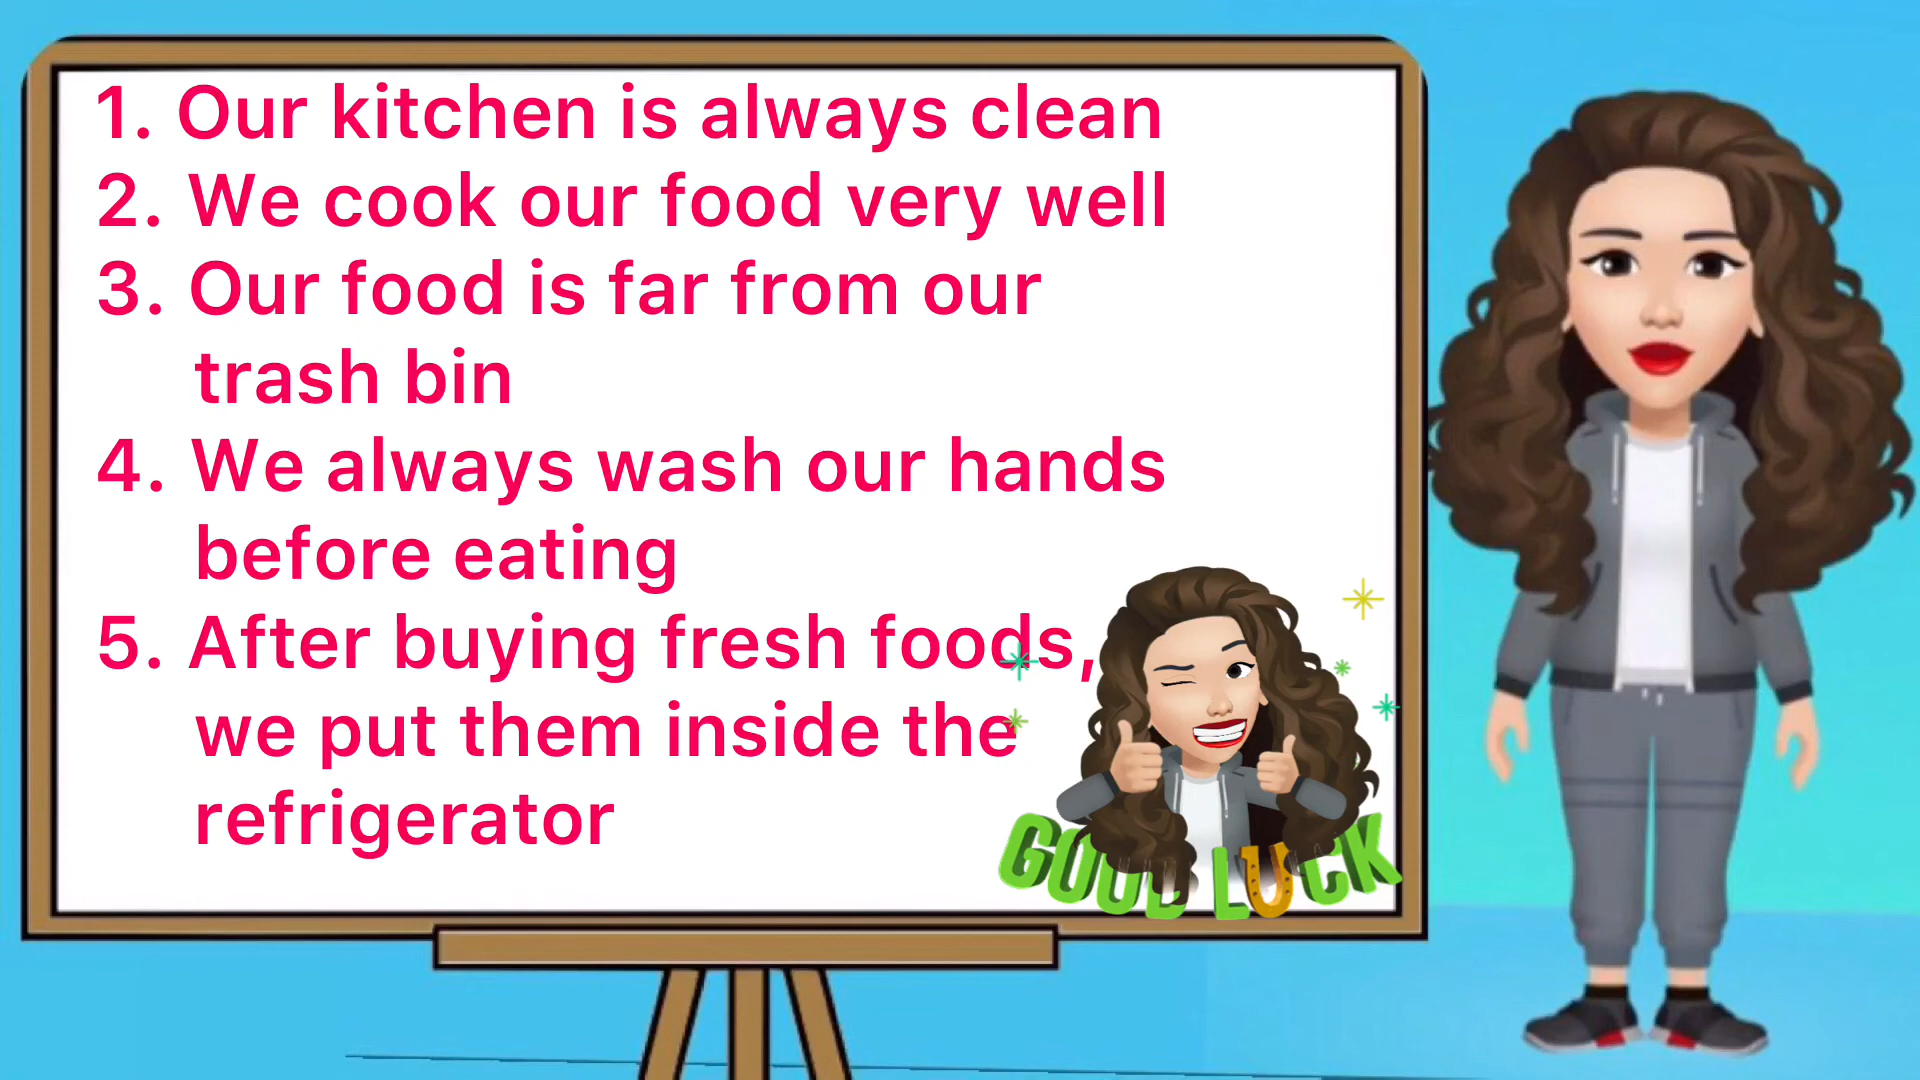 1. Our kitchen is always clean
2. We cook our food very well
3. Our food is far from our
trash bin
4. We always wash our hands
before eating
5. After buying fresh foods,
we put them inside the
refrigerator
GOOD LUCK